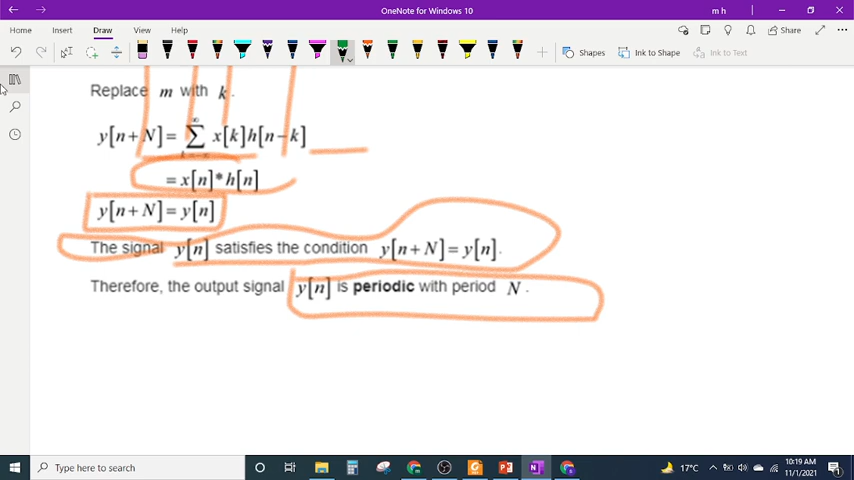 OneNote for Windows 10
m h
Home Insert Draw View Help
Share
Shapes Ink to Shape Ink to Text
Replace m with k.
y[n+N]= ∞ ∑ k=-∞ x[k]h[n-k]
= x[n]*h[n]
y[n+N]=y[n]
The signal y[n] satisfies the condition y[n+N]=y[n].
Therefore, the output signal y[n] is periodic with period N.
Type here to search
17°C
10:19 AM
11/1/2021